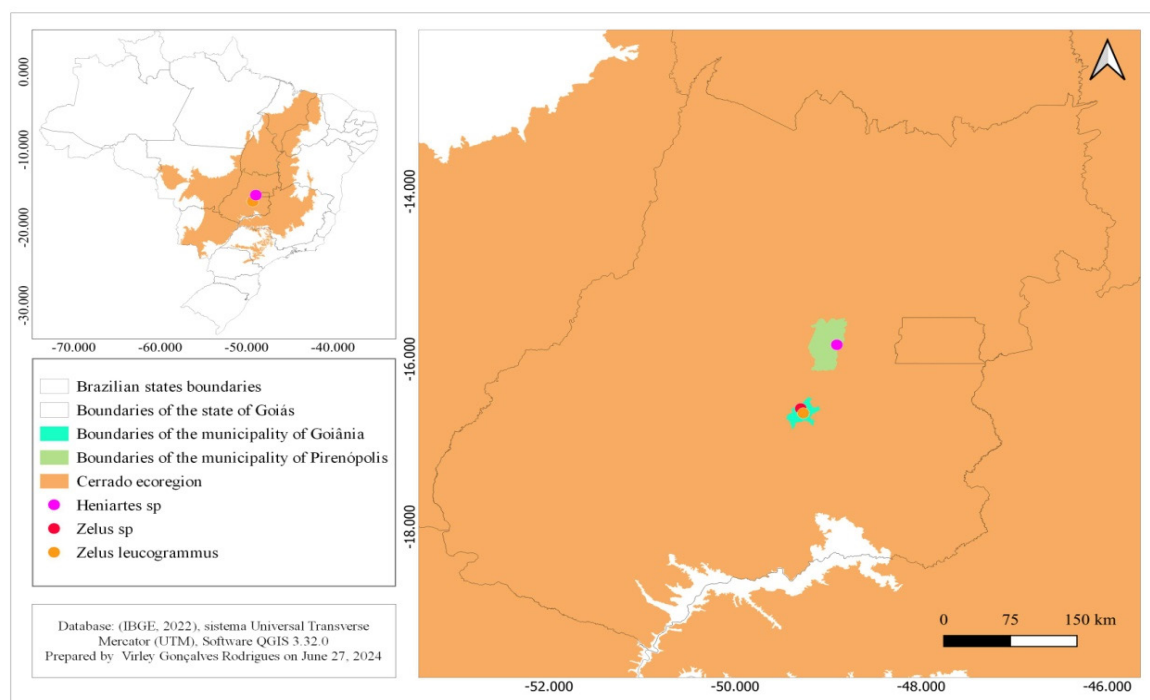 0.000
-10.000
-20.000
-30.000
-70.000
-60.000
-50.000
-40.000
Brazilian states boundaries
Boundaries of the state of Goiás
Boundaries of the municipality of Goiânia
Boundaries of the municipality of Pirenópolis
Cerrado ecoregion
Heniartes sp
Zelus sp
Zelus leucogrammus
Database: (IBGE, 2022), sistema Universal Transverse
Mercator (UTM), Software QGIS 3.32.0
Prepared by Virley Gonçalves Rodrigues on June 27, 2024
-14.000
-16.000
-18.000
0 75 150 km
-52.000
-50.000
-48.000
-46.000